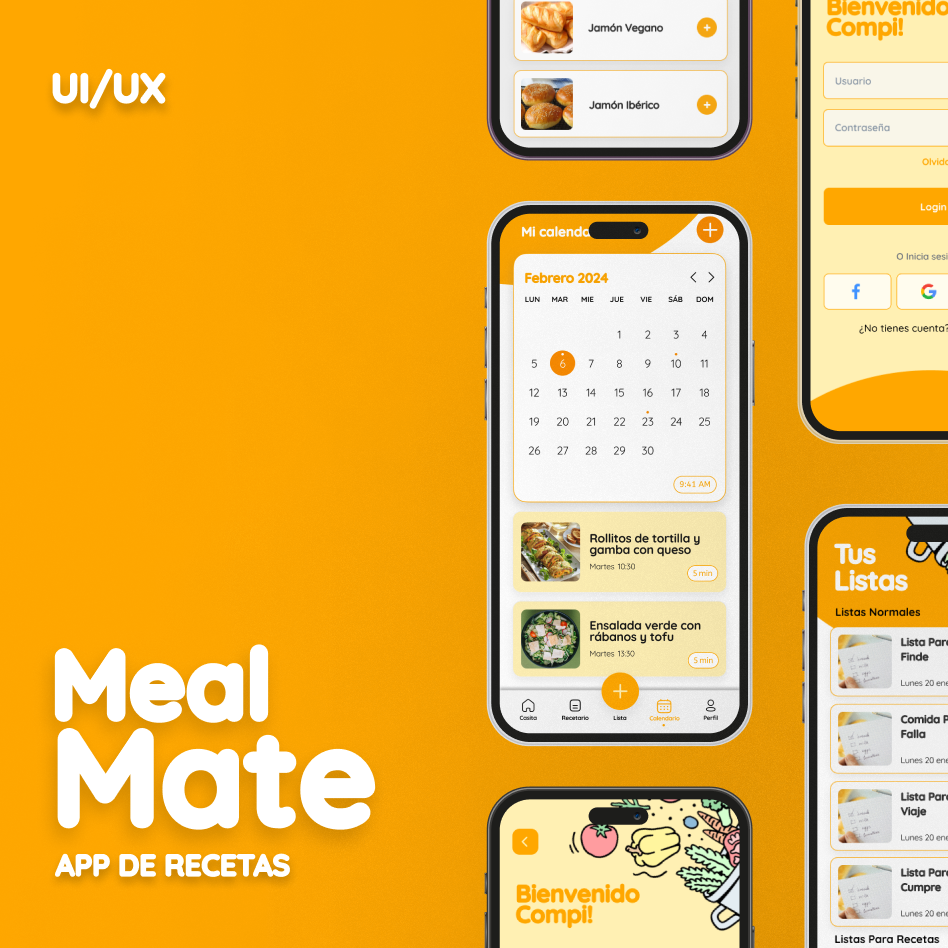 UI/UX
Meal
Mate
APP DE RECETAS
Jamón Vegano
Jamón Ibérico
Mi calenda
Febrero 2024
LUN MAR MIE JUE VIE SÁB DOM
1 2 3 4
5 6 7 8 9 10 11
12 13 14 15 16 17 18
19 20 21 22 23 24 25
26 27 28 29 30
9:41 AM
Rollitos de tortilla y
gamba con queso
Martes 10:30
5 min
Ensalada verde con
rábanos y tofu
Martes 13:30
5 min
Casita Recetario Lista Calendario Perfil
Bienvenido
Compi!
Bienvenido
Compi!
Usuario
Contraseña
Olvida
Login
O Inicia sesi
¿No tienes cuenta?
Tus
Listas
Listas Normales
Lista Para
Finde
Lunes 20 ene
Comida P
Falla
Lunes 20 ene
Lista Para
Viaje
Lunes 20 ene
Lista Para
Cumpre
Lunes 20 ene
Listas Para Recetas